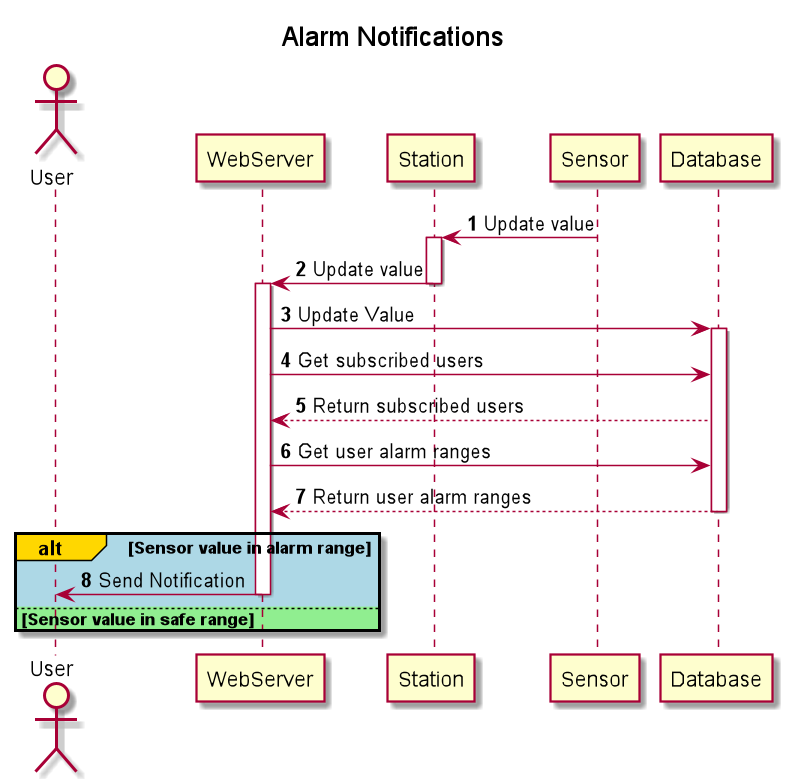 Alarm Notifications
User
WebServer
Station
Sensor
Database
1 Update value
2 Update value
3 Update Value
4 Get subscribed users
5 Return subscribed users
6 Get user alarm ranges
7 Return user alarm ranges
alt [Sensor value in alarm range]
8 Send Notification
[Sensor value in safe range]
User
WebServer
Station
Sensor
Database